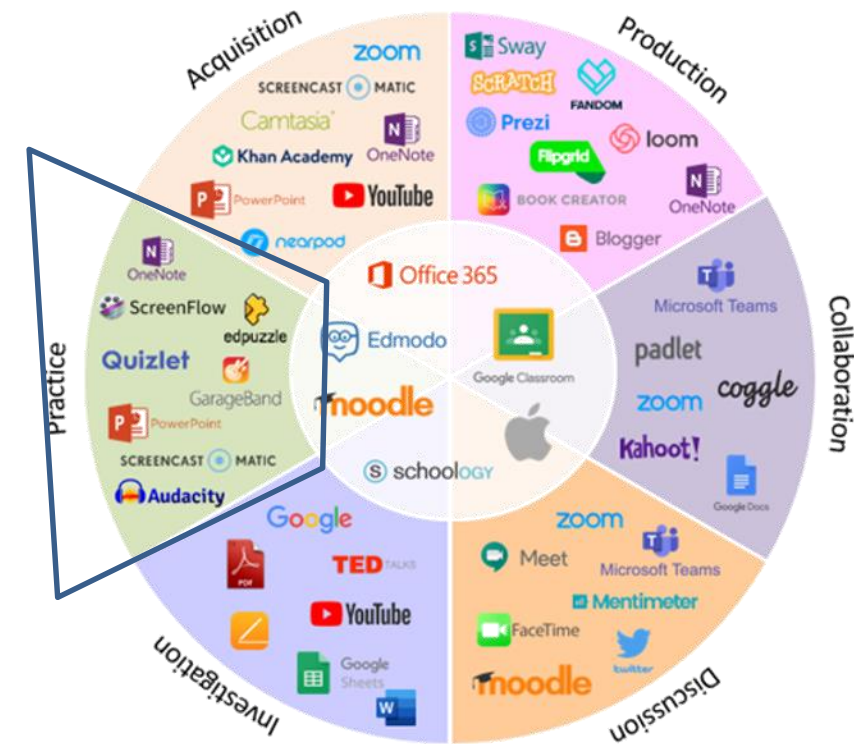 Acquisition
zoom
SCREENCAST O MATIC
Camtasia
N
OneNote
Khan Academy
P
PowerPoint
YouTube
nearpod
Production
S
Sway
SCRATCH
FANDOM
Prezi
loom
Flipgrid
N
OneNote
BOOK CREATOR
B
Blogger
Collaboration
T
Microsoft Teams
padlet
coggle
zoom
Kahoot!
Google Docs
Discussion
zoom
Meet
T
Microsoft Teams
Mentimeter
FaceTime
twitter
moodle
Investigation
Google
PDF
TED TALKS
YouTube
Google
Sheets
W
Practice
N
OneNote
ScreenFlow
edpuzzle
Quizlet
GarageBand
P
PowerPoint
SCREENCAST O MATIC
Audacity
Office 365
Edmodo
Google Classroom
moodle
S
schoology